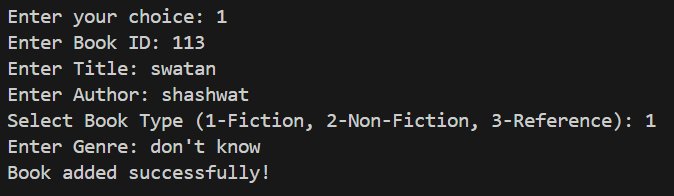 Enter your choice: 1
Enter Book ID: 113
Enter Title: swatan
Enter Author: shashwat
Select Book Type (1-Fiction, 2-Non-Fiction, 3-Reference): 1
Enter Genre: don't know
Book added successfully!